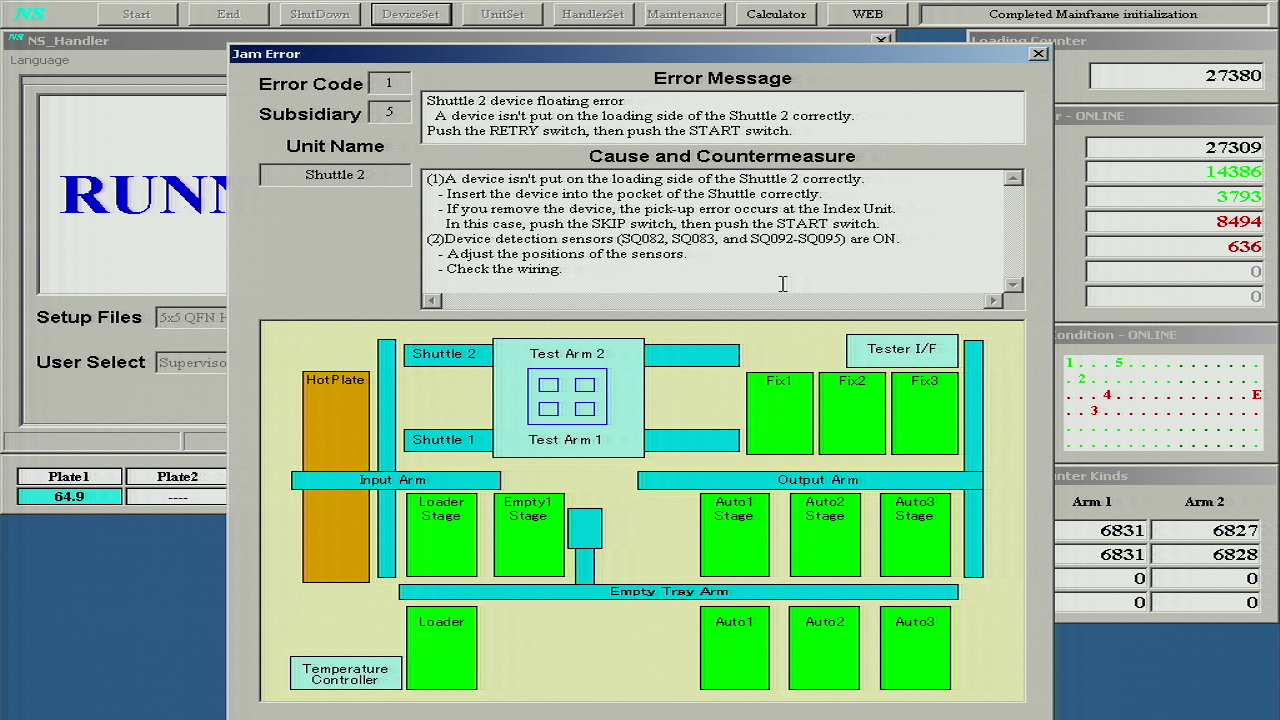 NS
Start
End
ShutDown
DeviceSet
UnitSet
HandlerSet
Maintenance
Calculator
WEB
Completed Mainframe initialization
NS NS_Handler
Language
RUNN
Setup Files
5x5 QFN H
User Select
Superviso
Plate1
Plate2
64.9
----
Jam Error
Error Code
1
Subsidiary
5
Unit Name
Shuttle 2
Error Message
Shuttle 2 device floating error
A device isn't put on the loading side of the Shuttle 2 correctly.
Push the RETRY switch, then push the START switch.
Cause and Countermeasure
(1)A device isn't put on the loading side of the Shuttle 2 correctly.
- Insert the device into the pocket of the Shuttle correctly.
- If you remove the device, the pick-up error occurs at the Index Unit.
In this case, push the SKIP switch, then push the START switch.
(2)Device detection sensors (SQ082, SQ083, and SQ092-SQ095) are ON.
- Adjust the positions of the sensors.
- Check the wiring.
Shuttle 2
Test Arm 2
Tester I/F
HotPlate
Fix1
Fix2
Fix3
Shuttle 1
Test Arm 1
Input Arm
Output Arm
Loader
Stage
Empty1
Stage
Auto1
Stage
Auto2
Stage
Auto3
Stage
Empty Tray Arm
Loader
Auto1
Auto2
Auto3
Temperature
Controller
Loading Counter
27380
r - ONLINE
27309
14386
3793
8494
636
0
0
ondition - ONLINE
1 . . . 5 . . . . . . . . . . .
. 2 . . . . . . . . . . . . . .
. . . 4 . . . . . . . . . . . E
. . 3 . . . . . . . . . . . . .
unter Kinds
Arm 1
Arm 2
6831
6827
6831
6828
0
0
0
0